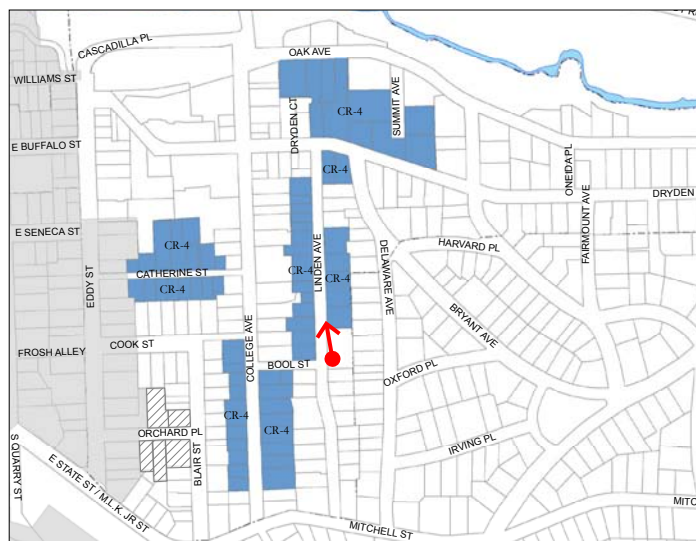 CASCADILLA PL
OAK AVE
WILLIAMS ST
DRYDEN CT
CR-4
SUMMIT AVE
E BUFFALO ST
CR-4
ONEIDA PL
DRYDEN
E SENECA ST
EDDY ST
CR-4
CATHERINE ST
CR-4
CR-4
LINDEN AVE
CR-4
DELAWARE AVE
HARVARD PL
FAIRMOUNT AVE
BRYANT AVE
FROSH ALLEY
COOK ST
COLLEGE AVE
BOOL ST
OXFORD PL
CR-4
CR-4
ORCHARD PL
BLAIR ST
IRVING PL
S QUARRY ST
E STATE ST / M.L.K. JR ST
MITCHELL ST
MITC